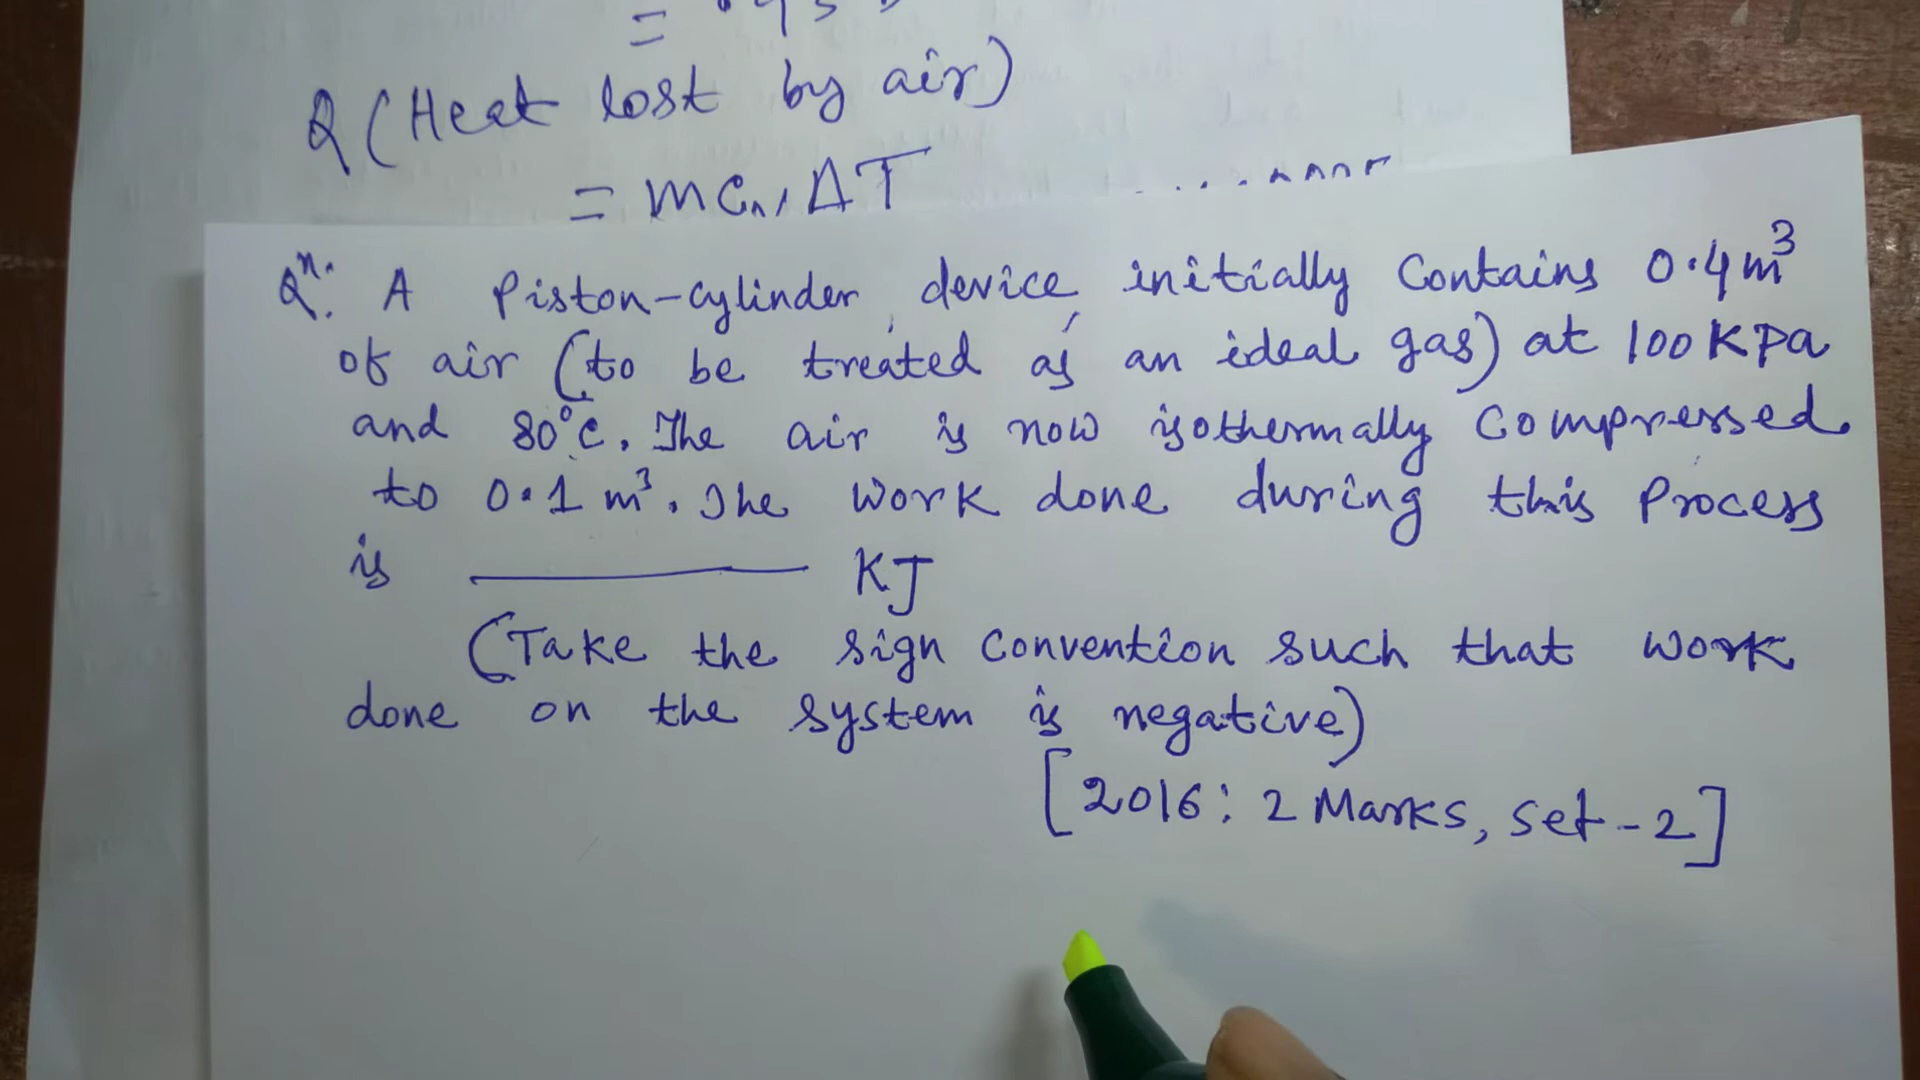 Q (Heat lost by air)
= m ΔT
Qn: A Piston-cylinder device initially Contains 0.4 m³
of air (to be treated as an ideal gas) at 100 KPa
and 80°C. The air is now isothermally Compressed
to 0.1 m³. The work done during this Process
is ________ KJ
(Take the sign convention such that work
done on the system is negative)
[2016: 2 Marks, Set-2]